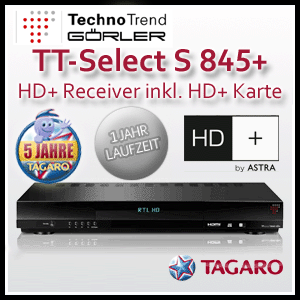 TechnoTrend
GÖRLER
TT-Select S 845+
HD+ Receiver inkl. HD+ Karte
5 JAHRE
TAGARO
1 JAHR
LAUFZEIT
HD +
by ASTRA
RTL HD
HDMI
TAGARO